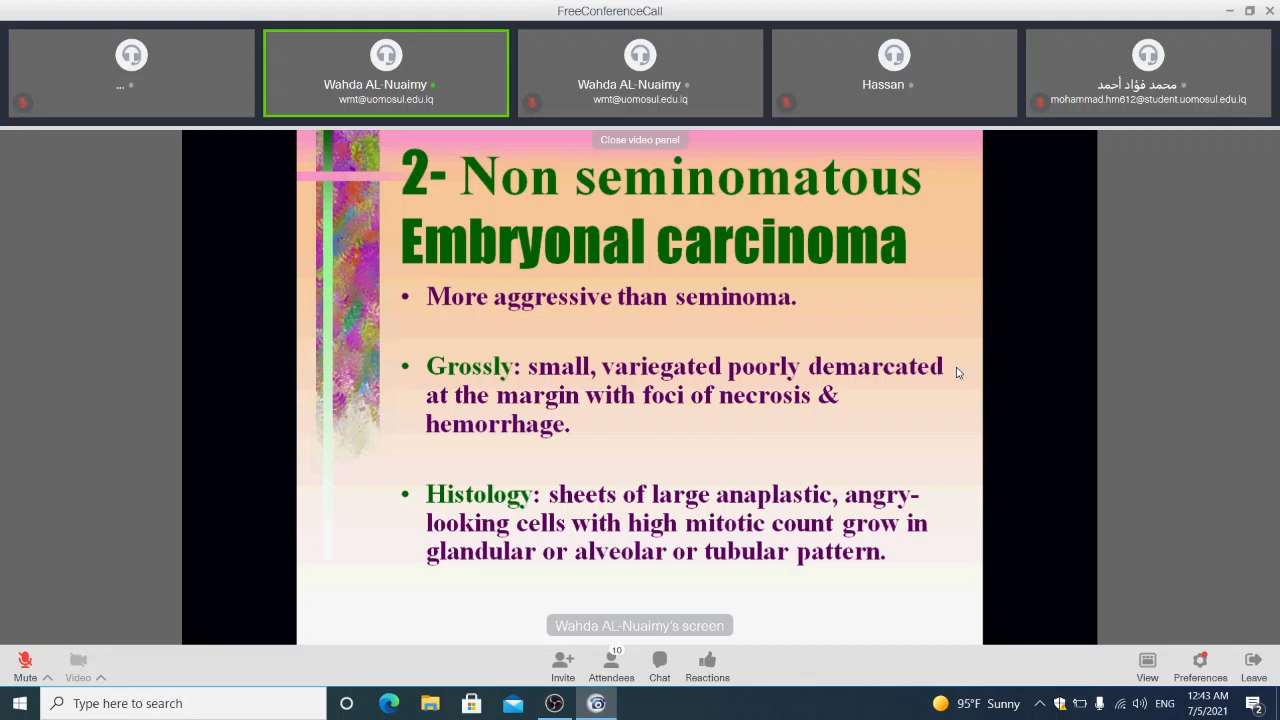 FreeConferenceCall
...
Wahda AL-Nuaimy
wmt@uomosul.edu.iq
Wahda AL-Nuaimy
wmt@uomosul.edu.iq
Hassan
محمد فؤاد أحمد
mohammad.hm612@student.uomosul.edu.iq
Close video panel
2- Non seminomatous
Embryonal carcinoma
• More aggressive than seminoma.
• Grossly: small, variegated poorly demarcated
at the margin with foci of necrosis &
hemorrhage.
• Histology: sheets of large anaplastic, angry-
looking cells with high mitotic count grow in
glandular or alveolar or tubular pattern.
Wahda AL-Nuaimy's screen
Mute
Video
Invite
10
Attendees
Chat
Reactions
View
Preferences
Leave
Type here to search
95°F Sunny
ENG
12:43 AM
7/5/2021
2